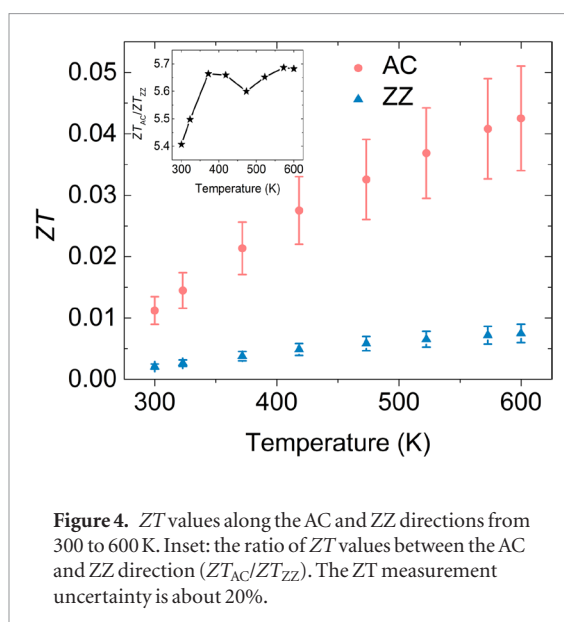 0.05
0.04
0.03
0.02
0.01
0.00
ZT
300
400
500
600
Temperature (K)
AC
ZZ
5.7
5.6
5.5
5.4
ZT_AC/ZT_ZZ
300 400 500 600
Temperature (K)
Figure 4. ZT values along the AC and ZZ directions from
300 to 600 K. Inset: the ratio of ZT values between the AC
and ZZ direction (ZT_AC/ZT_ZZ). The ZT measurement
uncertainty is about 20%.